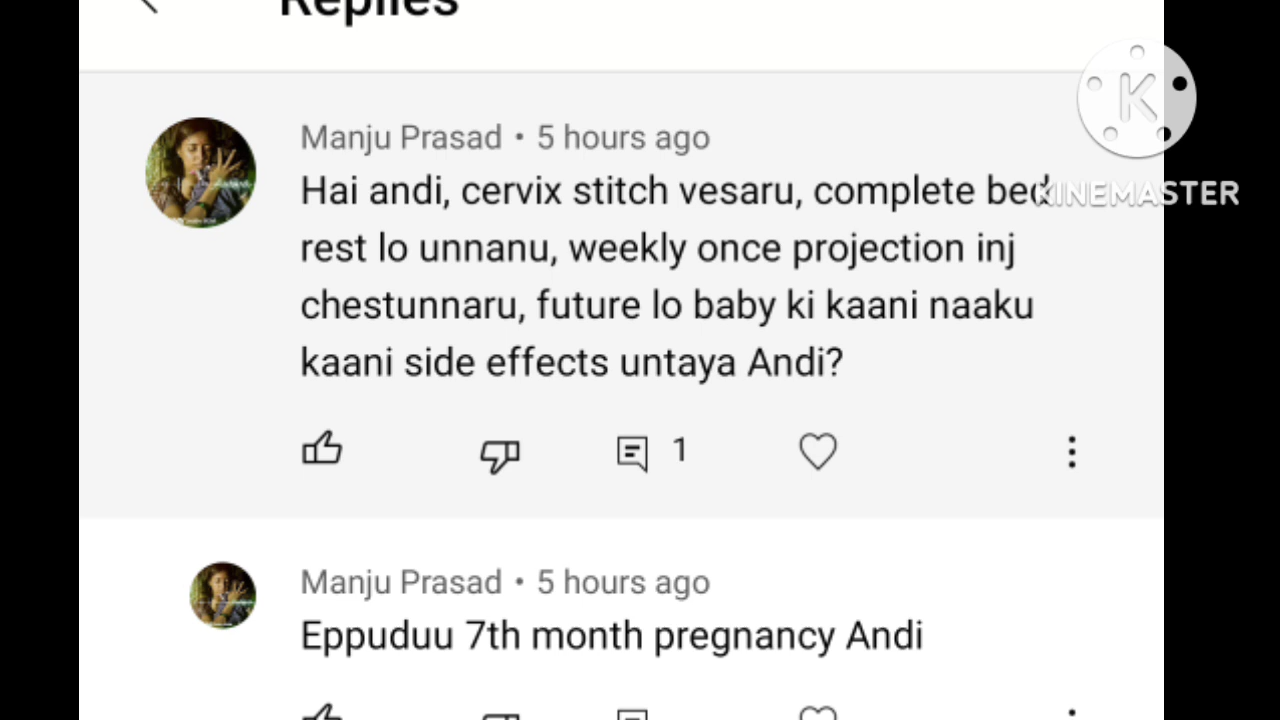 Replies
Manju Prasad • 5 hours ago
Hai andi, cervix stitch vesaru, complete bed
rest lo unnanu, weekly once projection inj
chestunnaru, future lo baby ki kaani naaku
kaani side effects untaya Andi?
1
Manju Prasad • 5 hours ago
Eppuduu 7th month pregnancy Andi
K
KINEMASTER